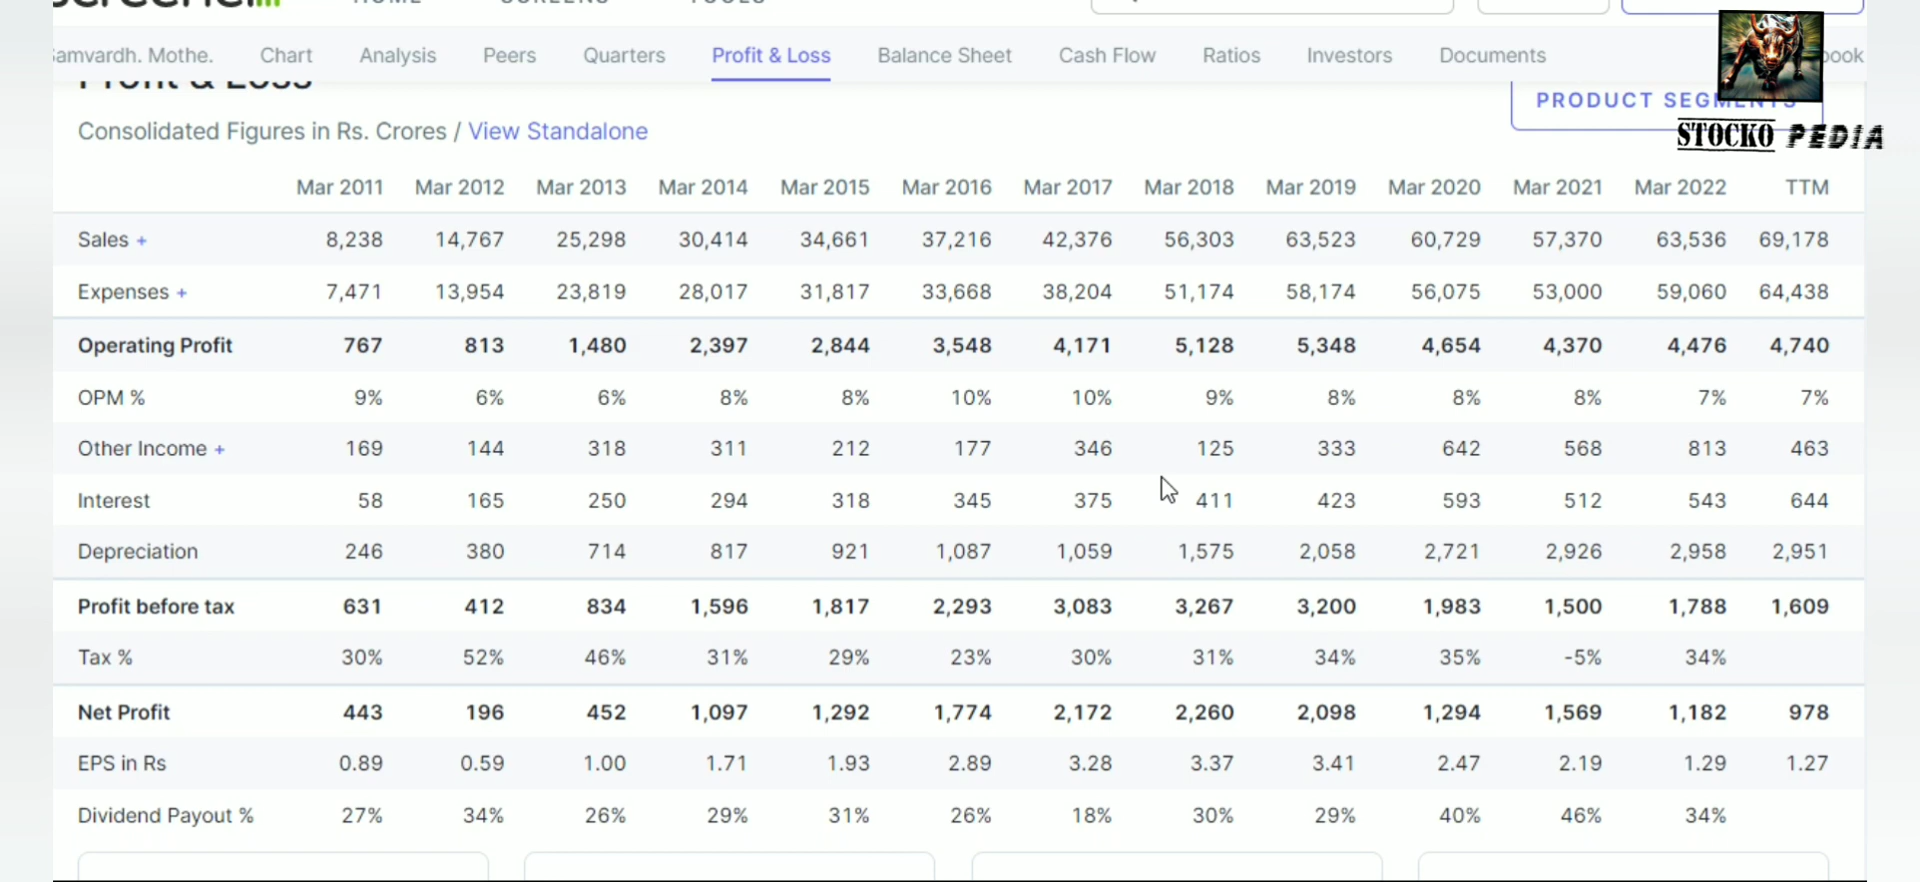 HOME SCREENS TOOLS
amvardh. Mothe. Chart Analysis Peers Quarters Profit & Loss Balance Sheet Cash Flow Ratios Investors Documents ook
Profit & Loss
PRODUCT SEGMENTS
Consolidated Figures in Rs. Crores / View Standalone
STOCKO PEDIA
Mar 2011 Mar 2012 Mar 2013 Mar 2014 Mar 2015 Mar 2016 Mar 2017 Mar 2018 Mar 2019 Mar 2020 Mar 2021 Mar 2022 TTM
Sales + 8,238 14,767 25,298 30,414 34,661 37,216 42,376 56,303 63,523 60,729 57,370 63,536 69,178
Expenses + 7,471 13,954 23,819 28,017 31,817 33,668 38,204 51,174 58,174 56,075 53,000 59,060 64,438
Operating Profit 767 813 1,480 2,397 2,844 3,548 4,171 5,128 5,348 4,654 4,370 4,476 4,740
OPM % 9% 6% 6% 8% 8% 10% 10% 9% 8% 8% 8% 7% 7%
Other Income + 169 144 318 311 212 177 346 125 333 642 568 813 463
Interest 58 165 250 294 318 345 375 411 423 593 512 543 644
Depreciation 246 380 714 817 921 1,087 1,059 1,575 2,058 2,721 2,926 2,958 2,951
Profit before tax 631 412 834 1,596 1,817 2,293 3,083 3,267 3,200 1,983 1,500 1,788 1,609
Tax % 30% 52% 46% 31% 29% 23% 30% 31% 34% 35% -5% 34%
Net Profit 443 196 452 1,097 1,292 1,774 2,172 2,260 2,098 1,294 1,569 1,182 978
EPS in Rs 0.89 0.59 1.00 1.71 1.93 2.89 3.28 3.37 3.41 2.47 2.19 1.29 1.27
Dividend Payout % 27% 34% 26% 29% 31% 26% 18% 30% 29% 40% 46% 34%